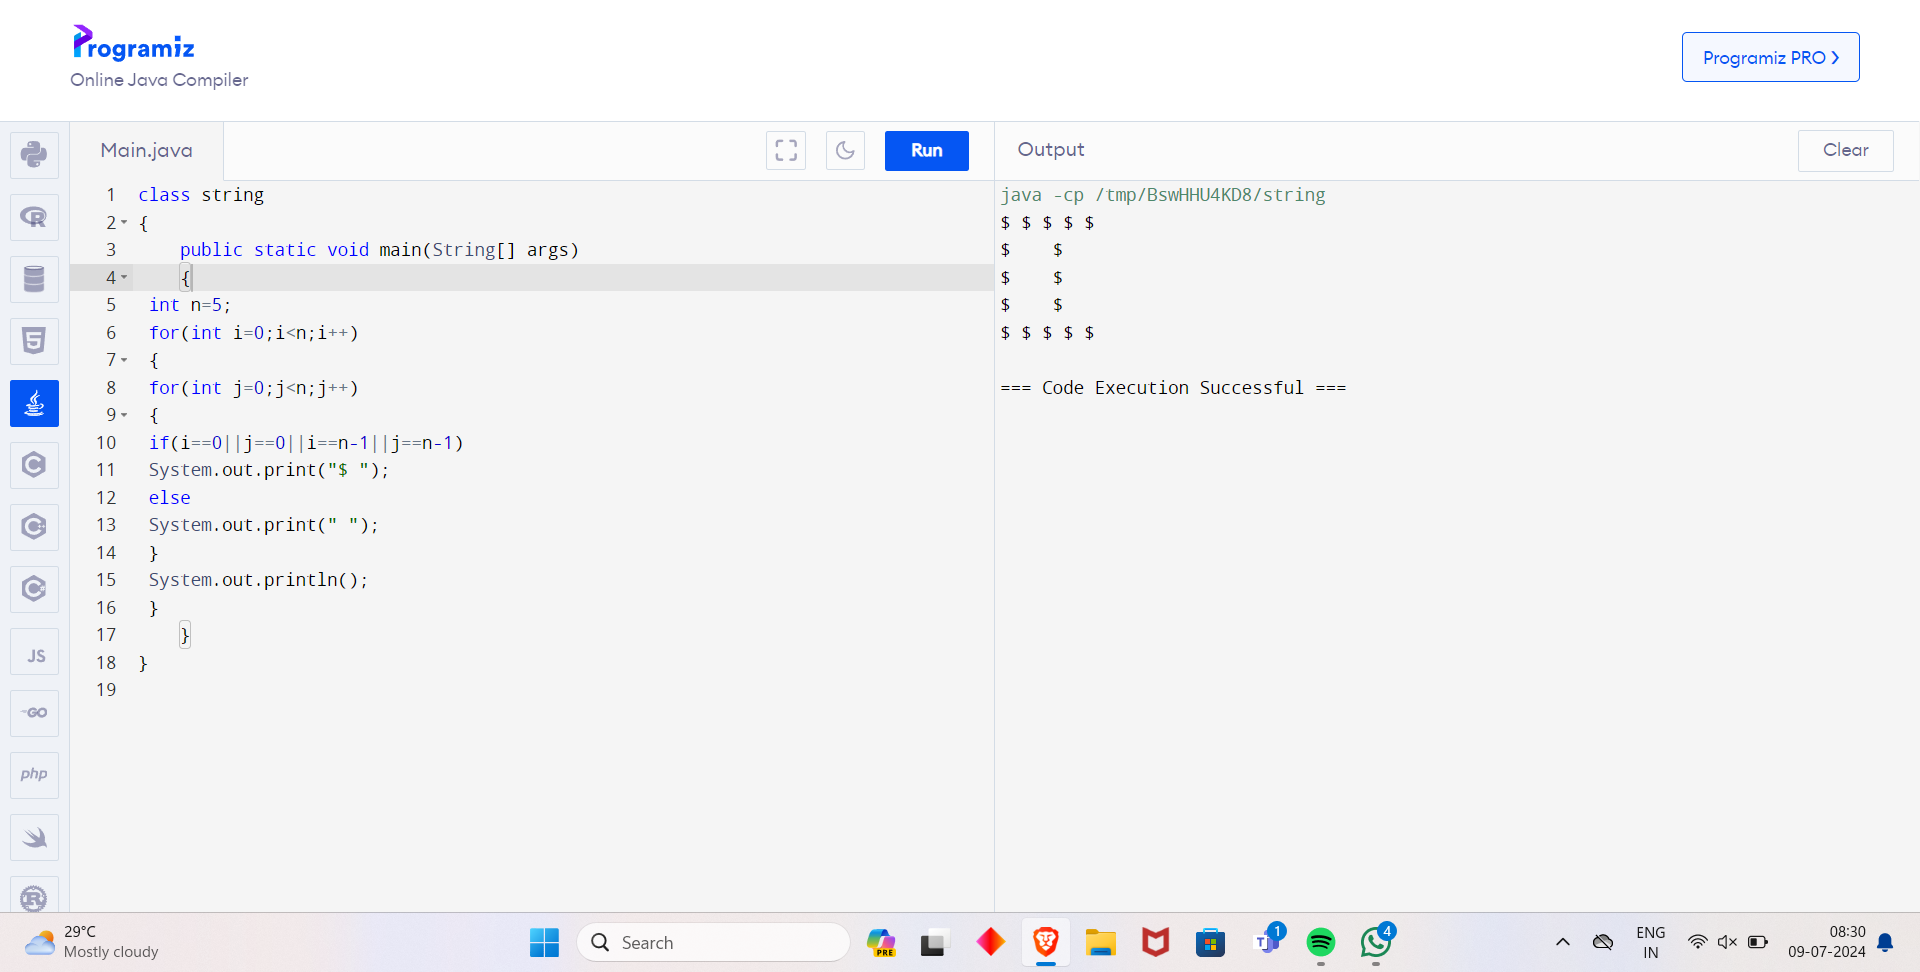 Programiz
Online Java Compiler
Programiz PRO >
Main.java
Run
Output
Clear
1 class string
2 {
3     public static void main(String[] args)
4     {
5  int n=5;
6  for(int i=0;i<n;i++)
7  {
8  for(int j=0;j<n;j++)
9  {
10  if(i==0||j==0||i==n-1||j==n-1)
11  System.out.print("$ ");
12  else
13  System.out.print(" ");
14  }
15  System.out.println();
16  }
17     }
18 }
19
java -cp /tmp/BswHHU4KD8/string
$ $ $ $ $
$    $
$    $
$    $
$ $ $ $ $
=== Code Execution Successful ===
JS
GO
php
29°C
Mostly cloudy
Search
PRE
1
4
ENG
IN
08:30
09-07-2024